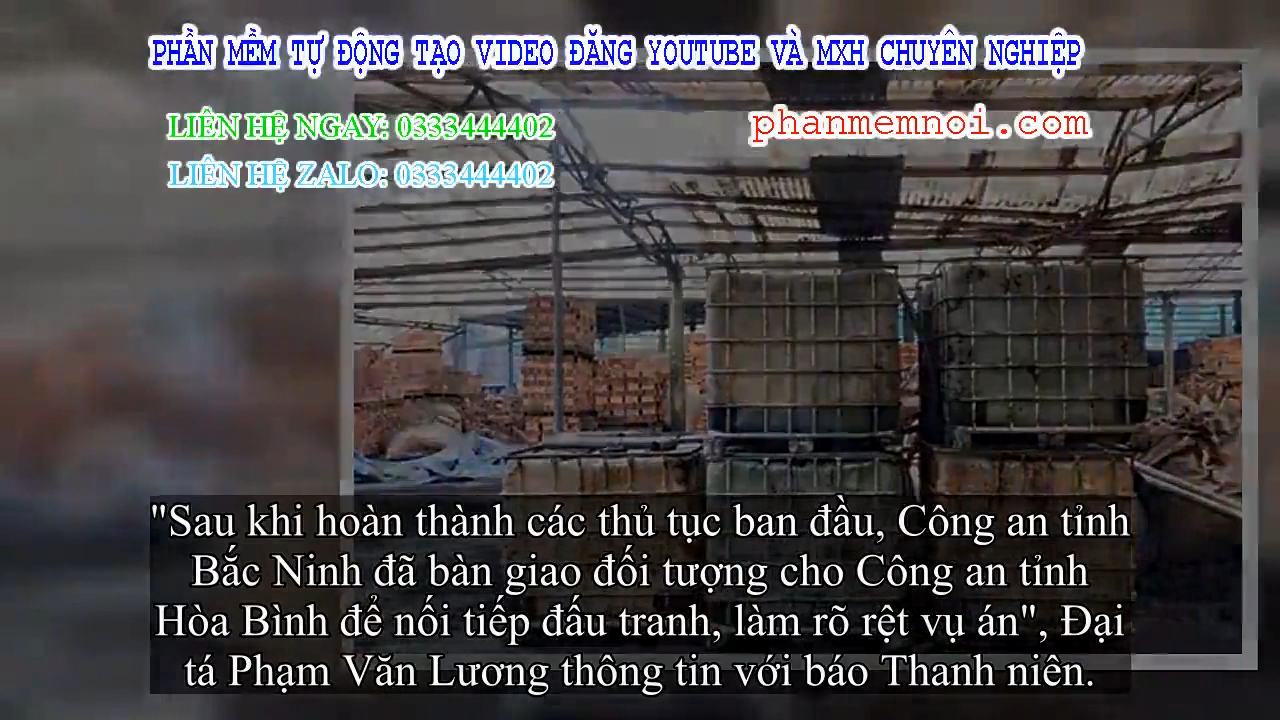 PHẦN MỀM TỰ ĐỘNG TẠO VIDEO ĐĂNG YOUTUBE VÀ MXH CHUYÊN NGHIỆP
LIÊN HỆ NGAY: 0333444402
phanmemnoi.com
LIÊN HỆ ZALO: 0333444402
"Sau khi hoàn thành các thủ tục ban đầu, Công an tỉnh
Bắc Ninh đã bàn giao đối tượng cho Công an tỉnh
Hòa Bình để nối tiếp đấu tranh, làm rõ rệt vụ án", Đại
tá Phạm Văn Lương thông tin với báo Thanh niên.